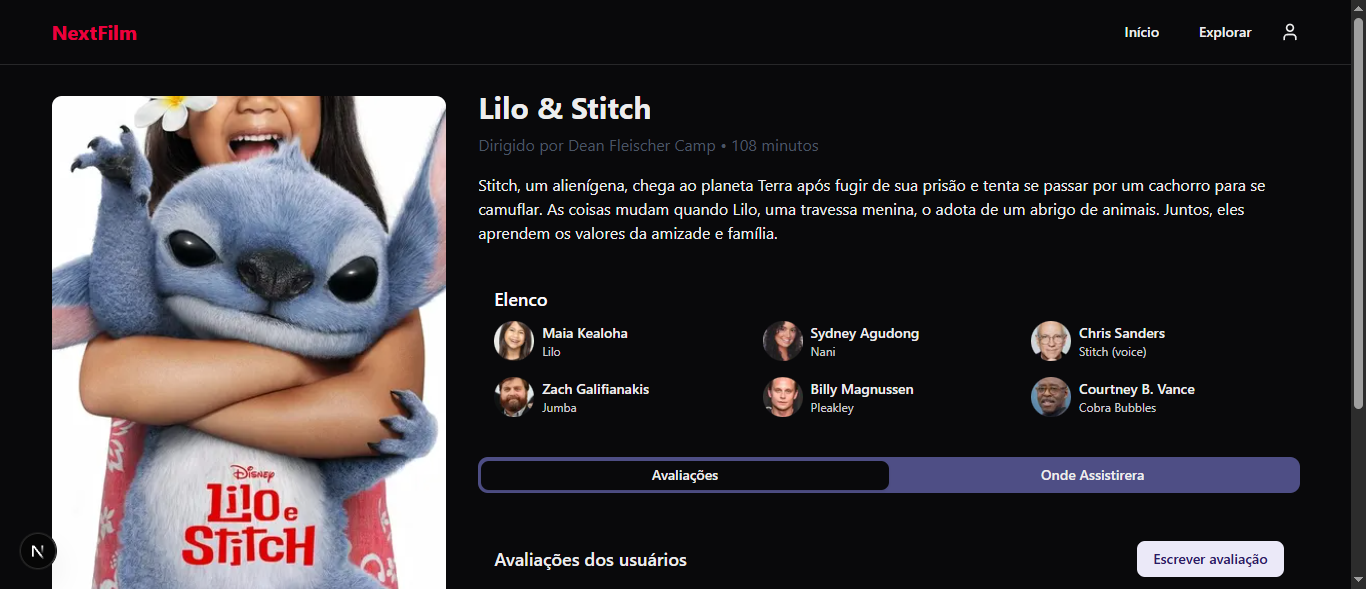 NextFilm
Início
Explorar
Lilo & Stitch
Dirigido por Dean Fleischer Camp • 108 minutos
Stitch, um alienígena, chega ao planeta Terra após fugir de sua prisão e tenta se passar por um cachorro para se
camuflar. As coisas mudam quando Lilo, uma travessa menina, o adota de um abrigo de animais. Juntos, eles
aprendem os valores da amizade e família.
Elenco
Maia Kealoha
Lilo
Sydney Agudong
Nani
Chris Sanders
Stitch (voice)
Zach Galifianakis
Jumba
Billy Magnussen
Pleakley
Courtney B. Vance
Cobra Bubbles
Avaliações
Onde Assistirera
Avaliações dos usuários
Escrever avaliação
Disney
Lilo e
Stitch
N